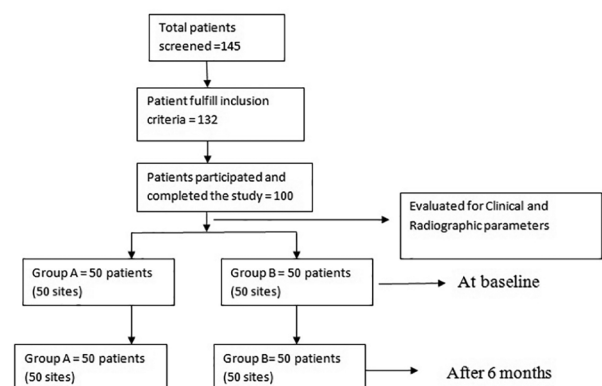 Total patients
screened =145
Patient fulfill inclusion
criteria = 132
Patients participated and
completed the study = 100
Evaluated for Clinical and
Radiographic parameters
Group A = 50 patients
(50 sites)
Group B = 50 patients
(50 sites)
At baseline
Group A = 50 patients
(50 sites)
Group B= 50 patients
(50 sites)
After 6 months